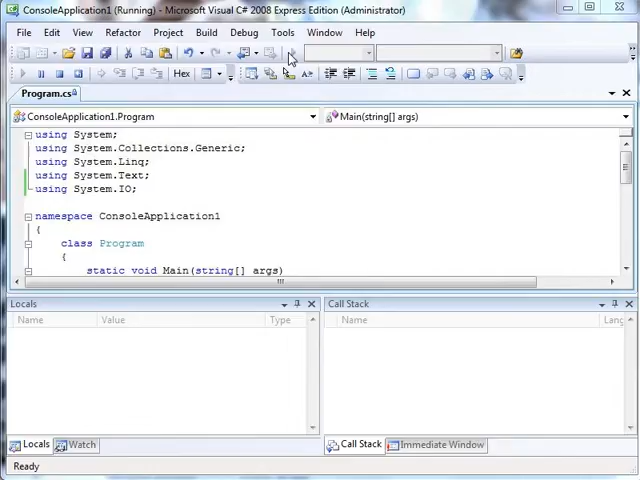 ConsoleApplication1 (Running) - Microsoft Visual C# 2008 Express Edition (Administrator)
File Edit View Refactor Project Build Debug Tools Window Help
Hex
Program.cs
ConsoleApplication1.Program Main(string[] args)
using System;
using System.Collections.Generic;
using System.Linq;
using System.Text;
using System.IO;
namespace ConsoleApplication1
{
class Program
{
static void Main(string[] args)
Locals Call Stack
Name Value Type Name Lang
Locals Watch Call Stack Immediate Window
Ready